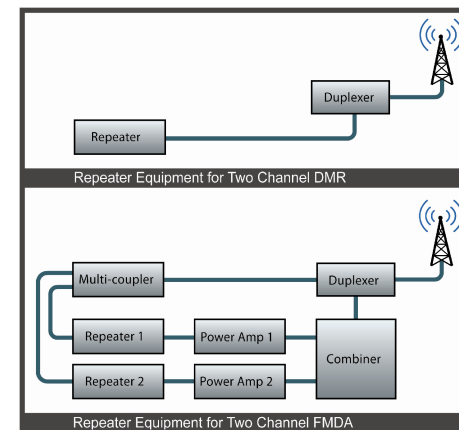 Duplexer
Repeater
Repeater Equipment for Two Channel DMR
Multi-coupler
Duplexer
Repeater 1
Power Amp 1
Combiner
Repeater 2
Power Amp 2
Repeater Equipment for Two Channel FMDA